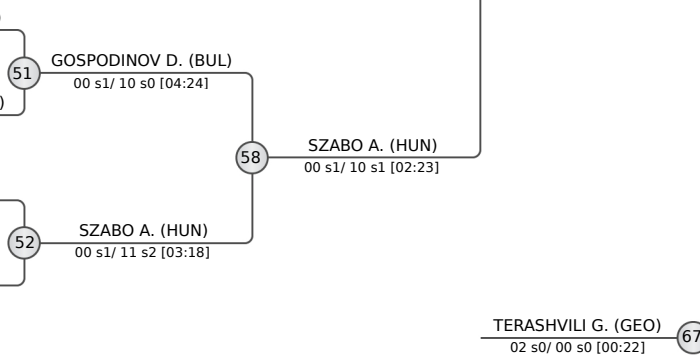 GOSPODINOV D. (BUL)
51
00 s1/ 10 s0 [04:24]
)
SZABO A. (HUN)
58
00 s1/ 10 s1 [02:23]
SZABO A. (HUN)
52
00 s1/ 11 s2 [03:18]
TERASHVILI G. (GEO)
67
02 s0/ 00 s0 [00:22]